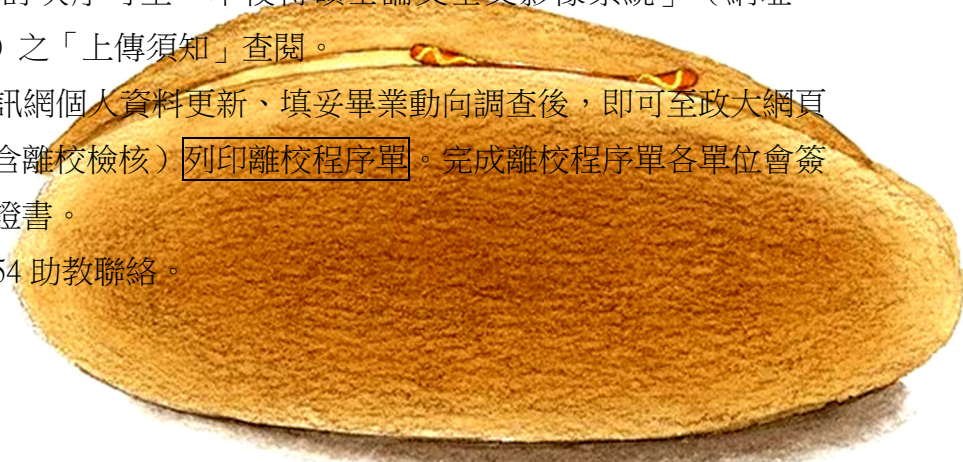 之「上傳須知」查閱。
訊網個人資料更新、填妥畢業動向調查後，即可至政大網頁
含離校檢核）列印離校程序單。完成離校程序單各單位會簽
證書。
54 助教聯絡。